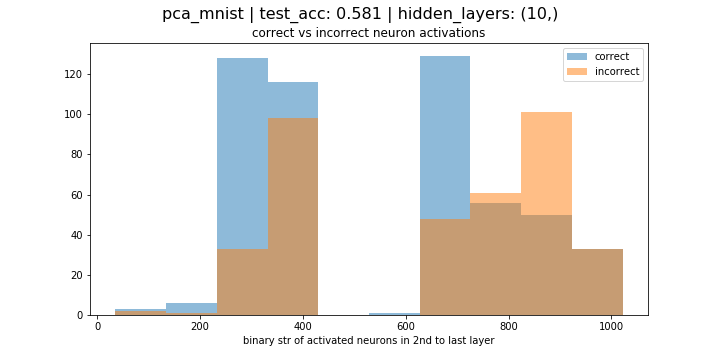 pca_mnist | test_acc: 0.581 | hidden_layers: (10,)
correct vs incorrect neuron activations
correct
incorrect
120
100
80
60
40
20
0
0 200 400 600 800 1000
binary str of activated neurons in 2nd to last layer